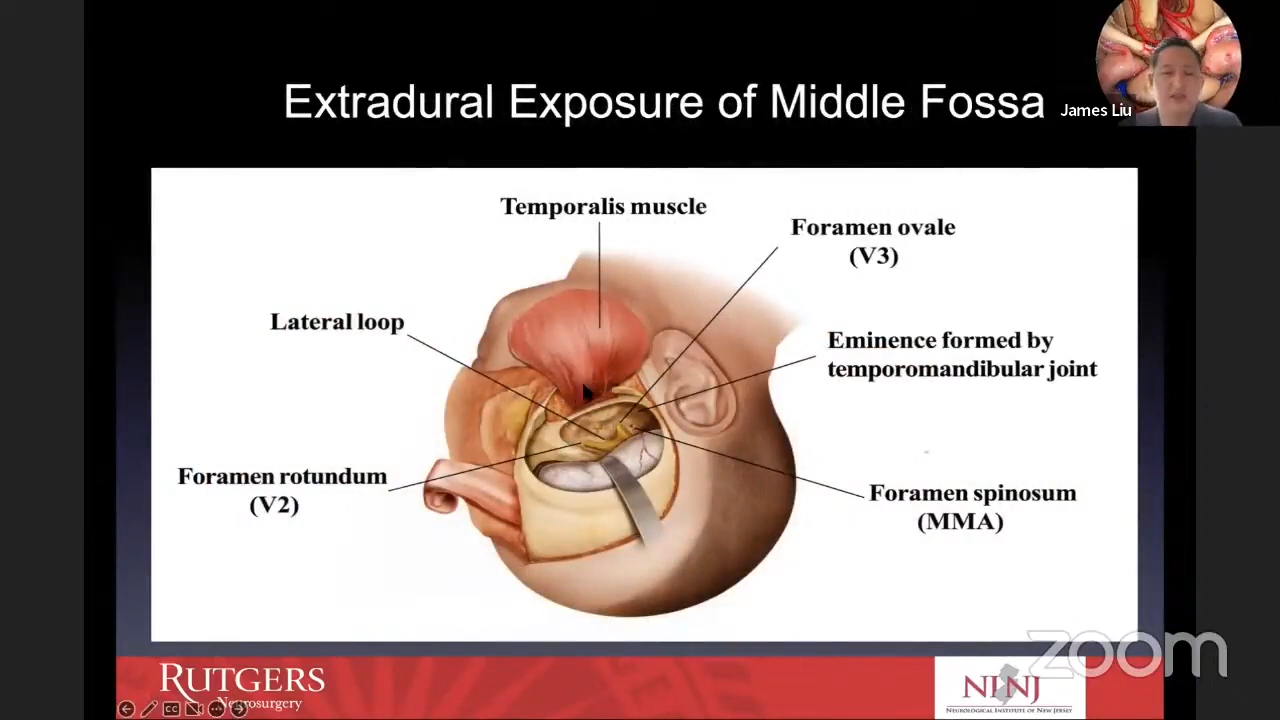 Extradural Exposure of Middle Fossa
James Liu
Temporalis muscle
Foramen ovale
(V3)
Lateral loop
Eminence formed by
temporomandibular joint
Foramen rotundum
(V2)
Foramen spinosum
(MMA)
zoom
RUTGERS
Neurosurgery
NINJ
NEUROLOGICAL INSTITUTE OF NEW JERSEY
CC